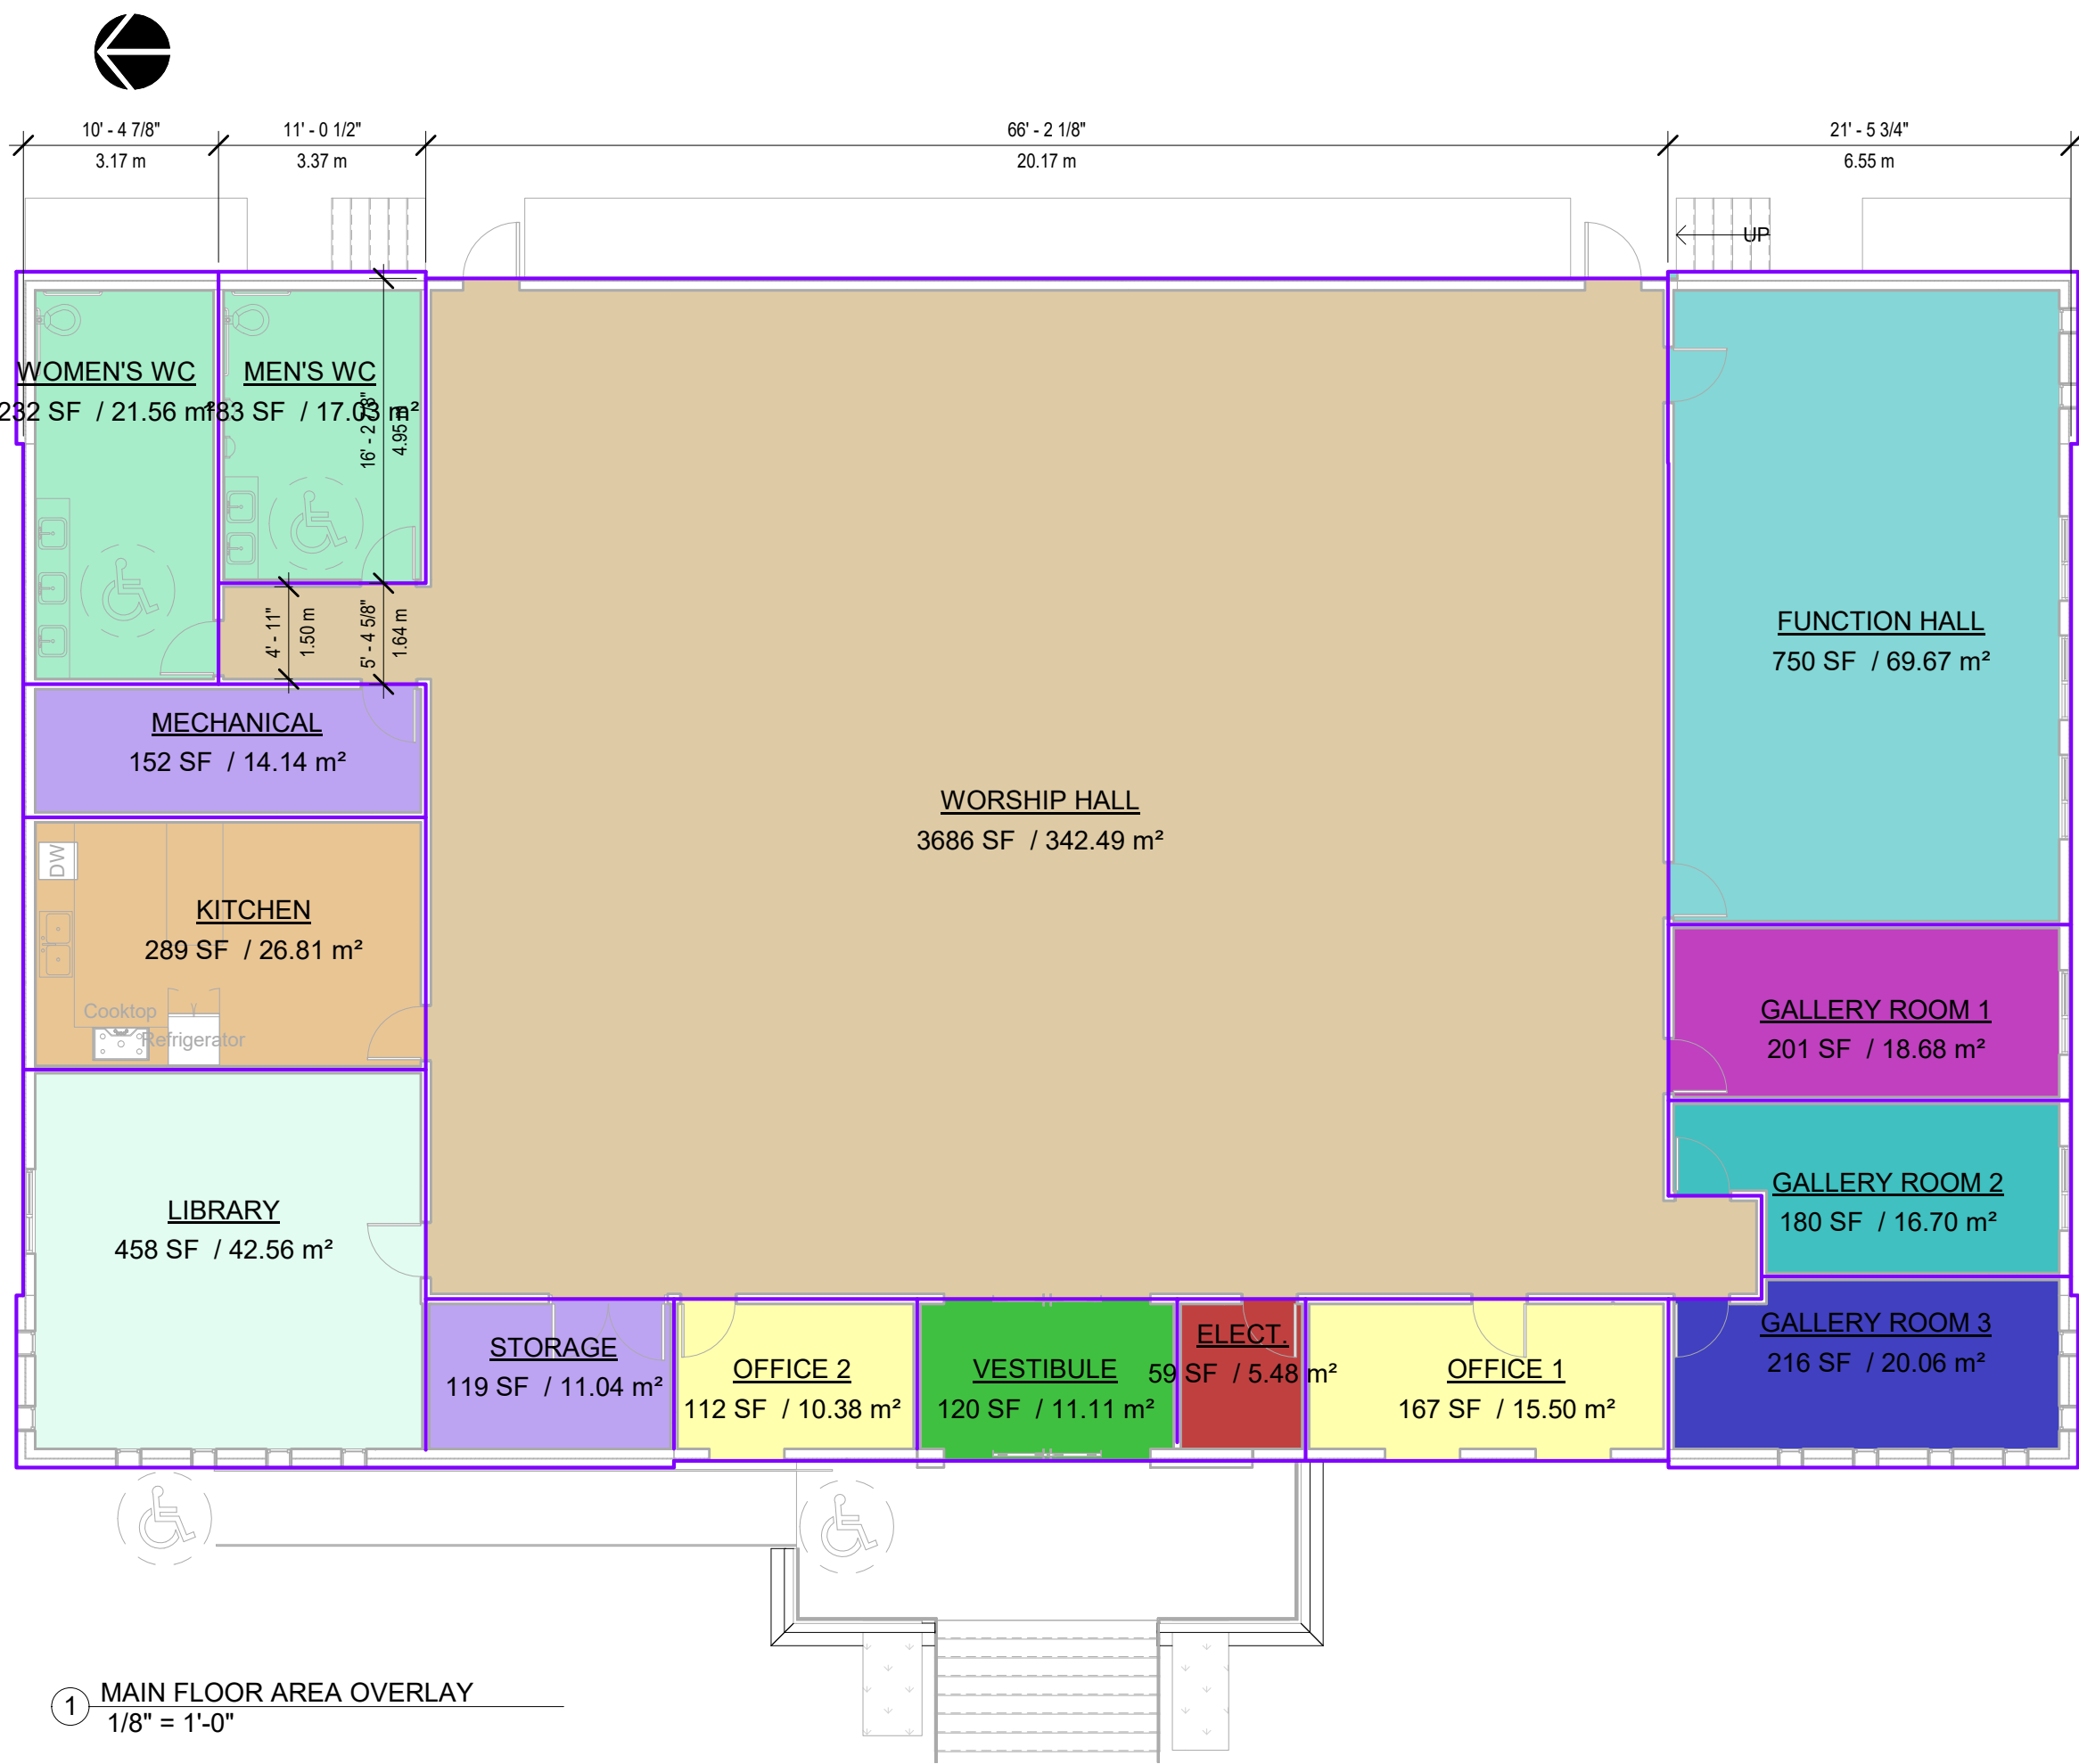 10' - 4 7/8"
3.17 m
11' - 0 1/2"
3.37 m
66' - 2 1/8"
20.17 m
21' - 5 3/4"
6.55 m
UP
WOMEN'S WC
232 SF / 21.56 m²
MEN'S WC
183 SF / 17.03 m²
16' - 2 7/8"
4.95 m
4' - 11"
1.50 m
5' - 4 5/8"
1.64 m
FUNCTION HALL
750 SF / 69.67 m²
MECHANICAL
152 SF / 14.14 m²
WORSHIP HALL
3686 SF / 342.49 m²
DW
KITCHEN
289 SF / 26.81 m²
Cooktop
Refrigerator
GALLERY ROOM 1
201 SF / 18.68 m²
GALLERY ROOM 2
180 SF / 16.70 m²
LIBRARY
458 SF / 42.56 m²
STORAGE
119 SF / 11.04 m²
OFFICE 2
112 SF / 10.38 m²
VESTIBULE
120 SF / 11.11 m²
ELECT.
59 SF / 5.48 m²
OFFICE 1
167 SF / 15.50 m²
GALLERY ROOM 3
216 SF / 20.06 m²
1 MAIN FLOOR AREA OVERLAY
1/8" = 1'-0"